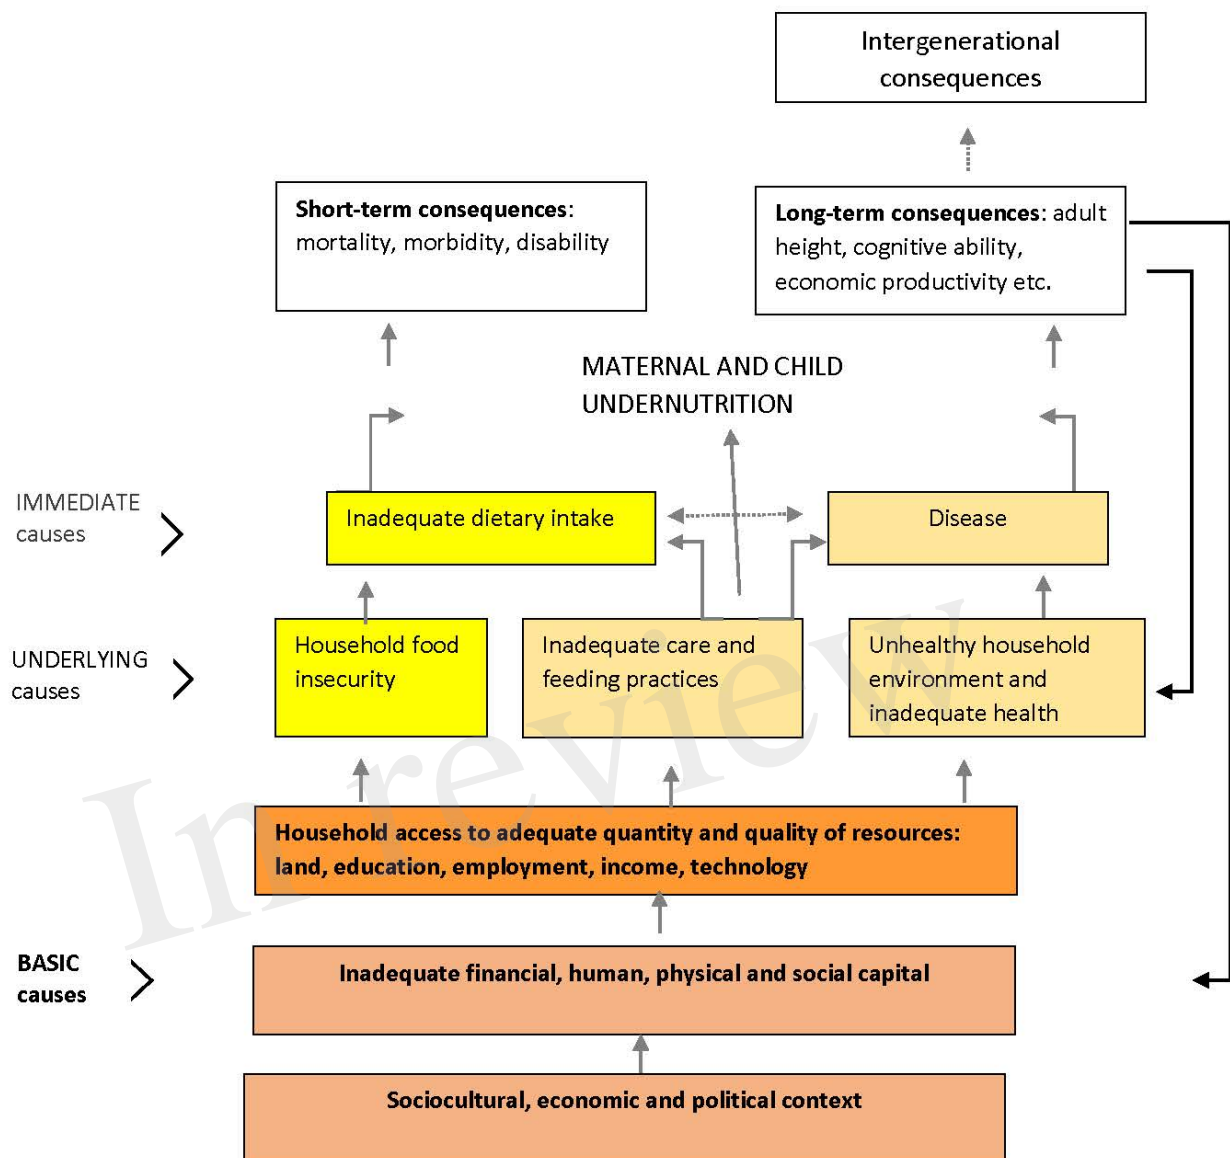 Intergenerational
consequences
Short-term consequences:
mortality, morbidity, disability
Long-term consequences: adult
height, cognitive ability,
economic productivity etc.
MATERNAL AND CHILD
UNDERNUTRITION
IMMEDIATE
causes
Inadequate dietary intake
Disease
UNDERLYING
causes
Household food
insecurity
Inadequate care and
feeding practices
Unhealthy household
environment and
inadequate health
Household access to adequate quantity and quality of resources:
land, education, employment, income, technology
BASIC
causes
Inadequate financial, human, physical and social capital
Sociocultural, economic and political context
In review